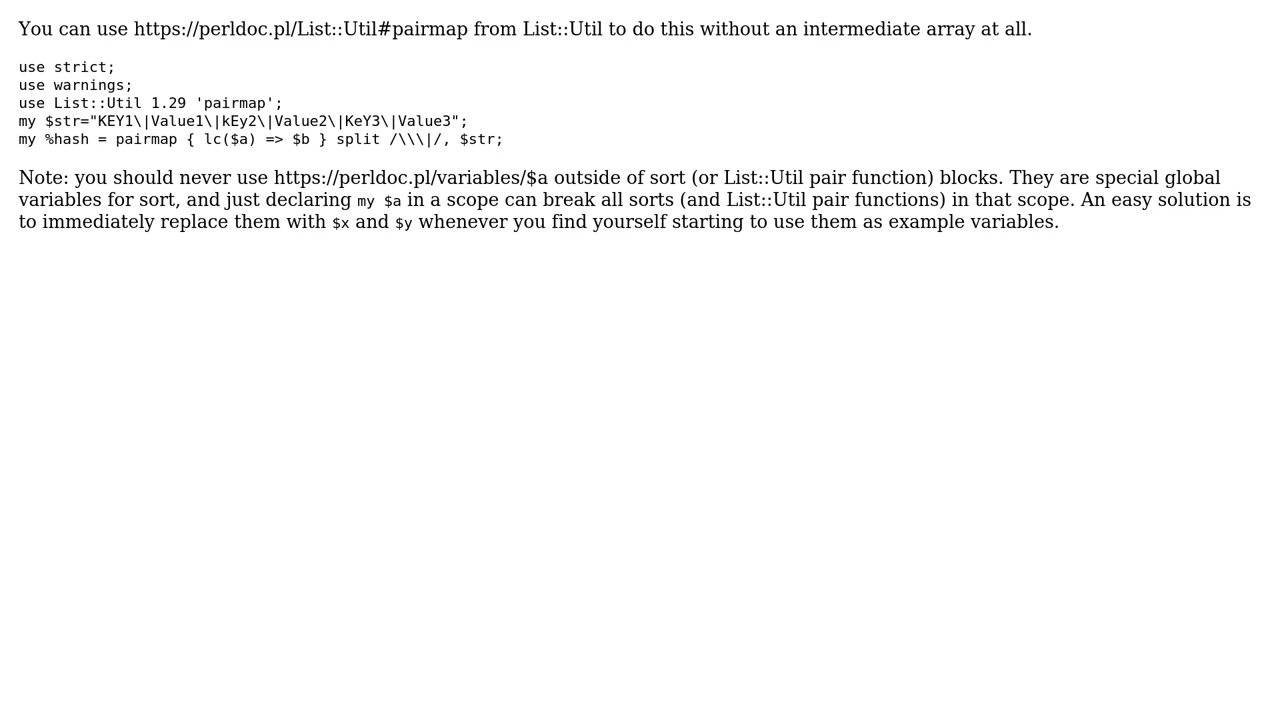 You can use https://perldoc.pl/List::Util#pairmap from List::Util to do this without an intermediate array at all.
use strict;
use warnings;
use List::Util 1.29 'pairmap';
my $str="KEY1\|Value1\|kEy2\|Value2\|KeY3\|Value3";
my %hash = pairmap { lc($a) => $b } split /\\\|/, $str;
Note: you should never use https://perldoc.pl/variables/$a outside of sort (or List::Util pair function) blocks. They are special global
variables for sort, and just declaring my $a in a scope can break all sorts (and List::Util pair functions) in that scope. An easy solution is
to immediately replace them with $x and $y whenever you find yourself starting to use them as example variables.